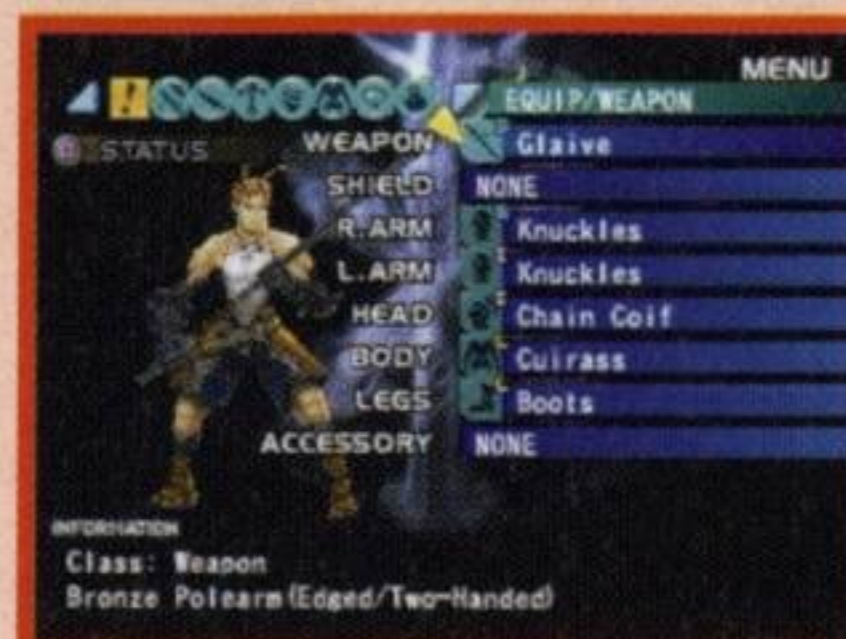 MENU
EQUIP/WEAPON
STATUS
WEAPON Glaive
SHIELD NONE
R.ARM Knuckles
L.ARM Knuckles
HEAD Chain Coif
BODY Cuirass
LEGS Boots
ACCESSORY NONE
INFORMATION
Class: Weapon
Bronze Polearm(Edged/Two-Handed)